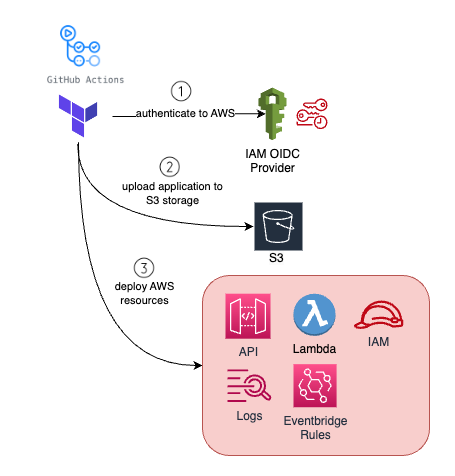 GitHub Actions
1
authenticate to AWS
IAM OIDC
Provider
2
upload application to
S3 storage
S3
3
deploy AWS
resources
API
Lambda
IAM
Logs
Eventbridge
Rules